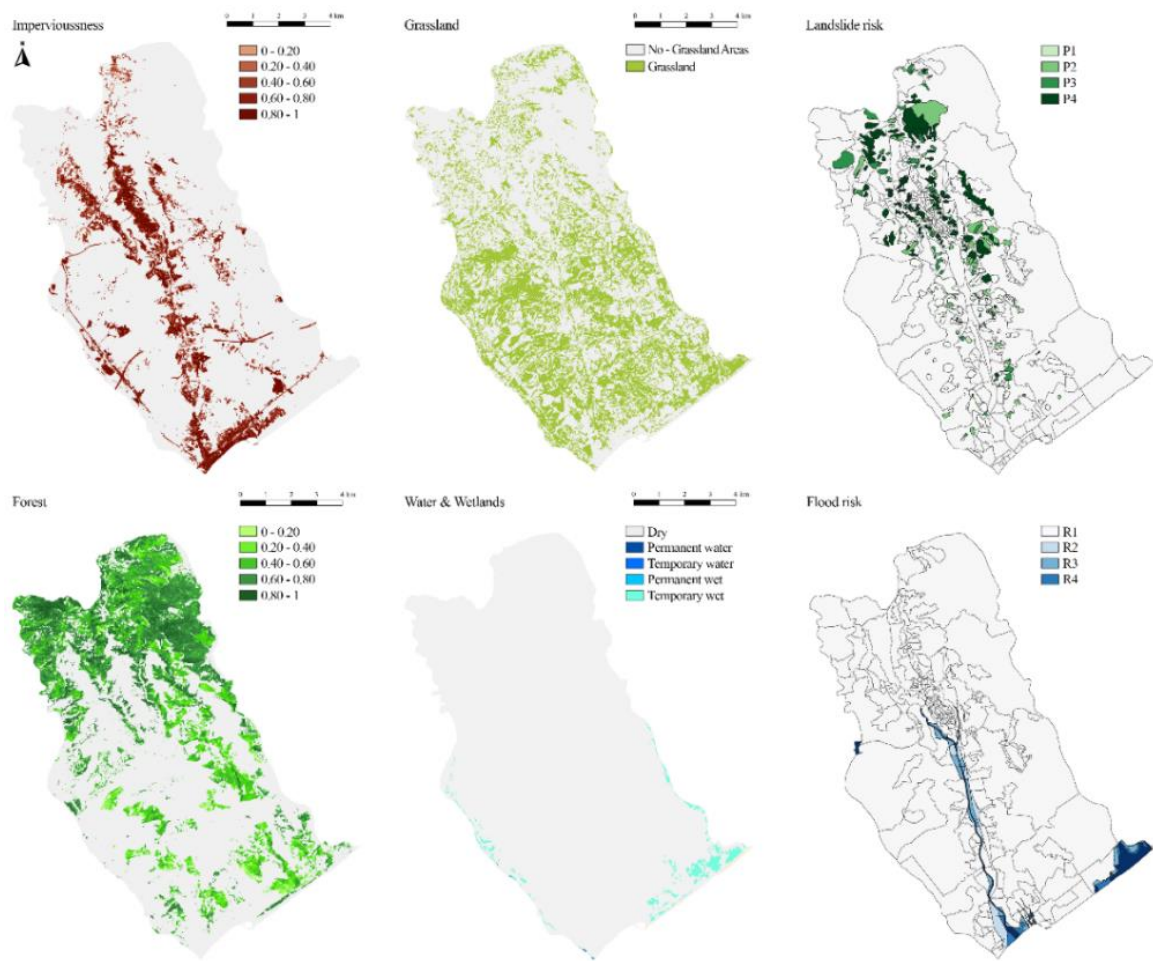 Imperviousness
0 1 2 3 4 km
0 - 0.20
0.20 - 0.40
0.40 - 0.60
0.60 - 0.80
0.80 - 1
N
Grassland
0 1 2 3 4 km
No - Grassland Areas
Grassland
Landslide risk
P1
P2
P3
P4
Forest
0 1 2 3 4 km
0 - 0.20
0.20 - 0.40
0.40 - 0.60
0.60 - 0.80
0.80 - 1
Water & Wetlands
0 1 2 3 4 km
Dry
Permanent water
Temporary water
Permanent wet
Temporary wet
Flood risk
R1
R2
R3
R4